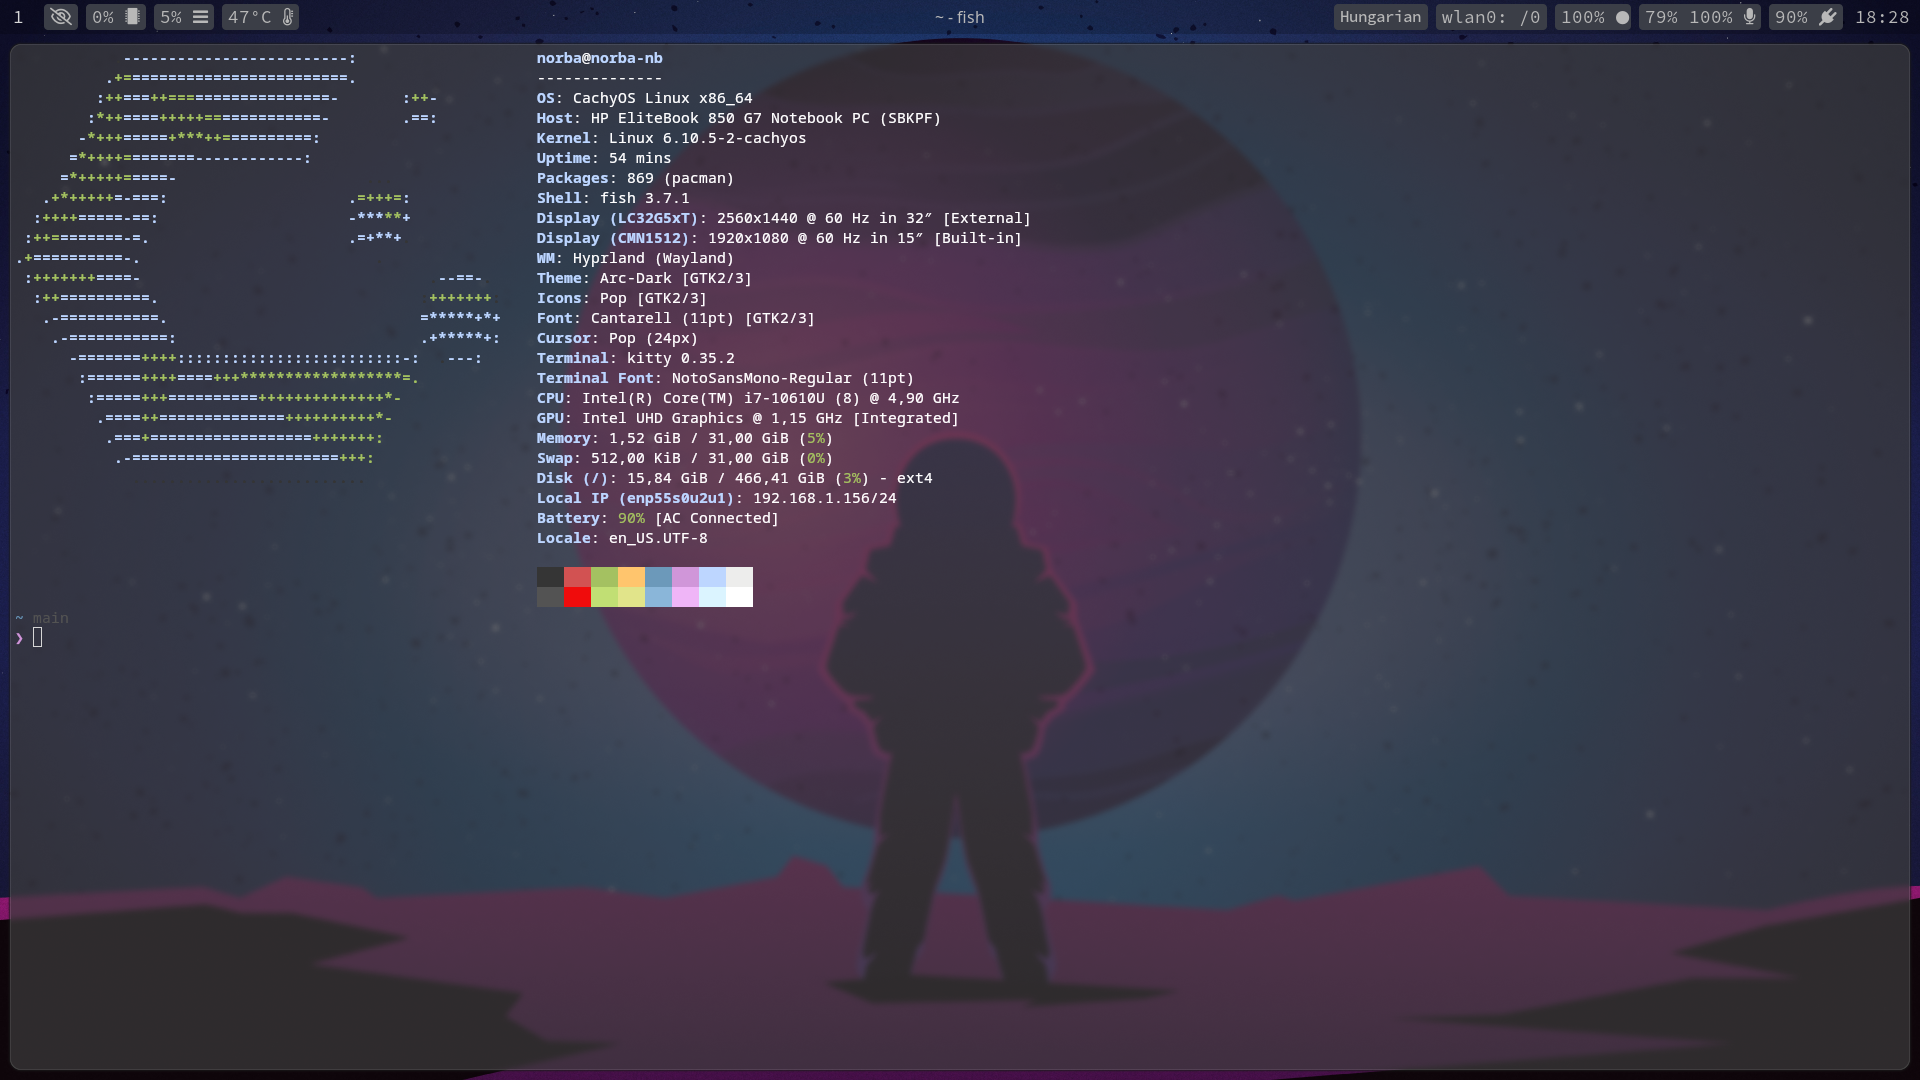 1 0% 5% 47°C ~ - fish Hungarian wlan0: /0 100% 79% 100% 90% 18:28
norba@norba-nb
--------------
OS: CachyOS Linux x86_64
Host: HP EliteBook 850 G7 Notebook PC (SBKPF)
Kernel: Linux 6.10.5-2-cachyos
Uptime: 54 mins
Packages: 869 (pacman)
Shell: fish 3.7.1
Display (LC32G5xT): 2560x1440 @ 60 Hz in 32″ [External]
Display (CMN1512): 1920x1080 @ 60 Hz in 15″ [Built-in]
WM: Hyprland (Wayland)
Theme: Arc-Dark [GTK2/3]
Icons: Pop [GTK2/3]
Font: Cantarell (11pt) [GTK2/3]
Cursor: Pop (24px)
Terminal: kitty 0.35.2
Terminal Font: NotoSansMono-Regular (11pt)
CPU: Intel(R) Core(TM) i7-10610U (8) @ 4,90 GHz
GPU: Intel UHD Graphics @ 1,15 GHz [Integrated]
Memory: 1,52 GiB / 31,00 GiB (5%)
Swap: 512,00 KiB / 31,00 GiB (0%)
Disk (/): 15,84 GiB / 466,41 GiB (3%) - ext4
Local IP (enp55s0u2u1): 192.168.1.156/24
Battery: 90% [AC Connected]
Locale: en_US.UTF-8
~ main
❯